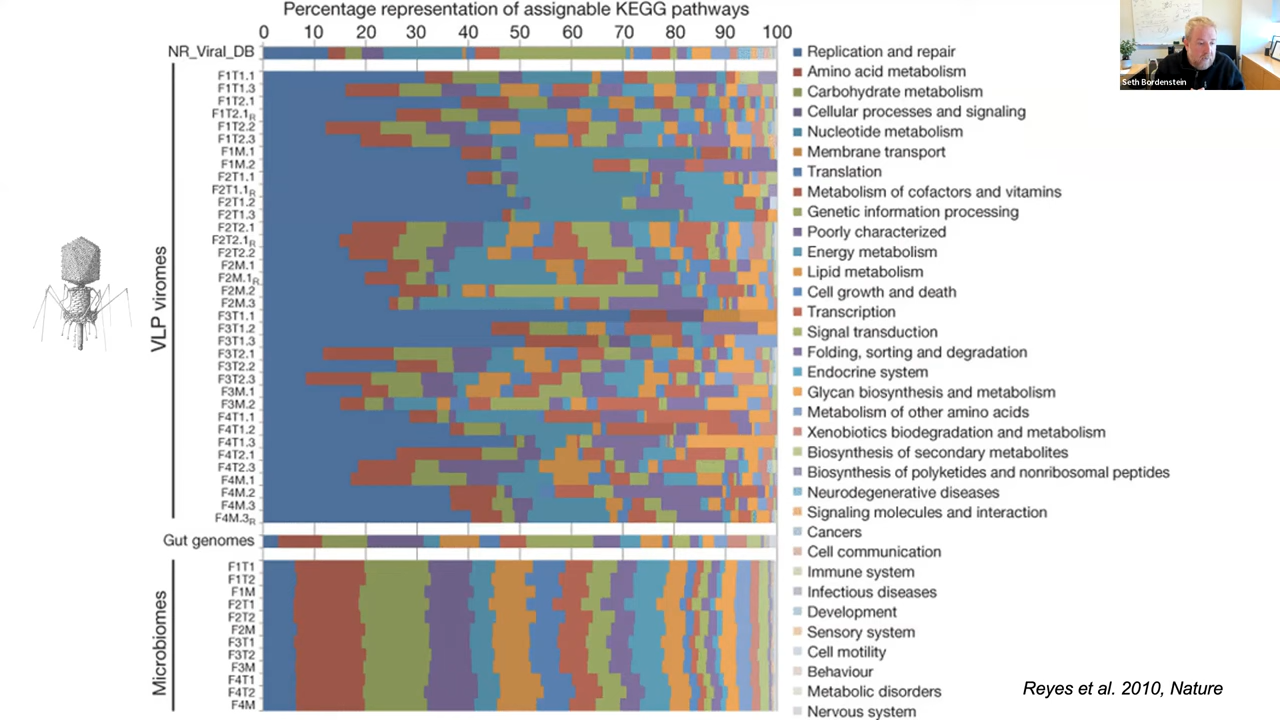 Percentage representation of assignable KEGG pathways
0 10 20 30 40 50 60 70 80 90 100
NR_Viral_DB
VLP viromes
F1T1.1
F1T1.3
F1T2.1
F1T2.1R
F1T2.2
F1T2.3
F1M.1
F1M.2
F2T1.1
F2T1.1R
F2T1.2
F2T1.3
F2T2.1
F2T2.1R
F2T2.2
F2M.1
F2M.1R
F2M.2
F2M.3
F3T1.1
F3T1.2
F3T1.3
F3T2.1
F3T2.2
F3T2.3
F3M.1
F3M.2
F4T1.1
F4T1.2
F4T1.3
F4T2.1
F4T2.3
F4M.1
F4M.2
F4M.3
F4M.3R
Gut genomes
Microbiomes
F1T1
F1T2
F1M
F2T1
F2T2
F2M
F3T1
F3T2
F3M
F4T1
F4T2
F4M
Replication and repair
Amino acid metabolism
Carbohydrate metabolism
Cellular processes and signaling
Nucleotide metabolism
Membrane transport
Translation
Metabolism of cofactors and vitamins
Genetic information processing
Poorly characterized
Energy metabolism
Lipid metabolism
Cell growth and death
Transcription
Signal transduction
Folding, sorting and degradation
Endocrine system
Glycan biosynthesis and metabolism
Metabolism of other amino acids
Xenobiotics biodegradation and metabolism
Biosynthesis of secondary metabolites
Biosynthesis of polyketides and nonribosomal peptides
Neurodegenerative diseases
Signaling molecules and interaction
Cancers
Cell communication
Immune system
Infectious diseases
Development
Sensory system
Cell motility
Behaviour
Metabolic disorders
Nervous system
Seth Bordenstein
Reyes et al. 2010, Nature